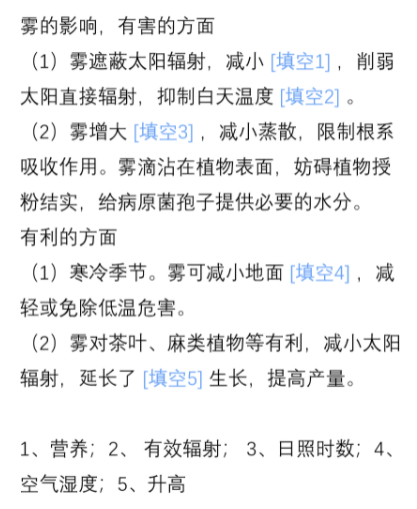 雾的影响，有害的方面
（1）雾遮蔽太阳辐射，减小 [填空1] ，削弱
太阳直接辐射，抑制白天温度 [填空2] 。
（2）雾增大 [填空3] ，减小蒸散，限制根系
吸收作用。雾滴沾在植物表面，妨碍植物授
粉结实，给病原菌孢子提供必要的水分。
有利的方面
（1）寒冷季节。雾可减小地面 [填空4] ，减
轻或免除低温危害。
（2）雾对茶叶、麻类植物等有利，减小太阳
辐射，延长了 [填空5] 生长，提高产量。
1、营养；2、 有效辐射； 3、日照时数；4、
空气湿度；5、升高